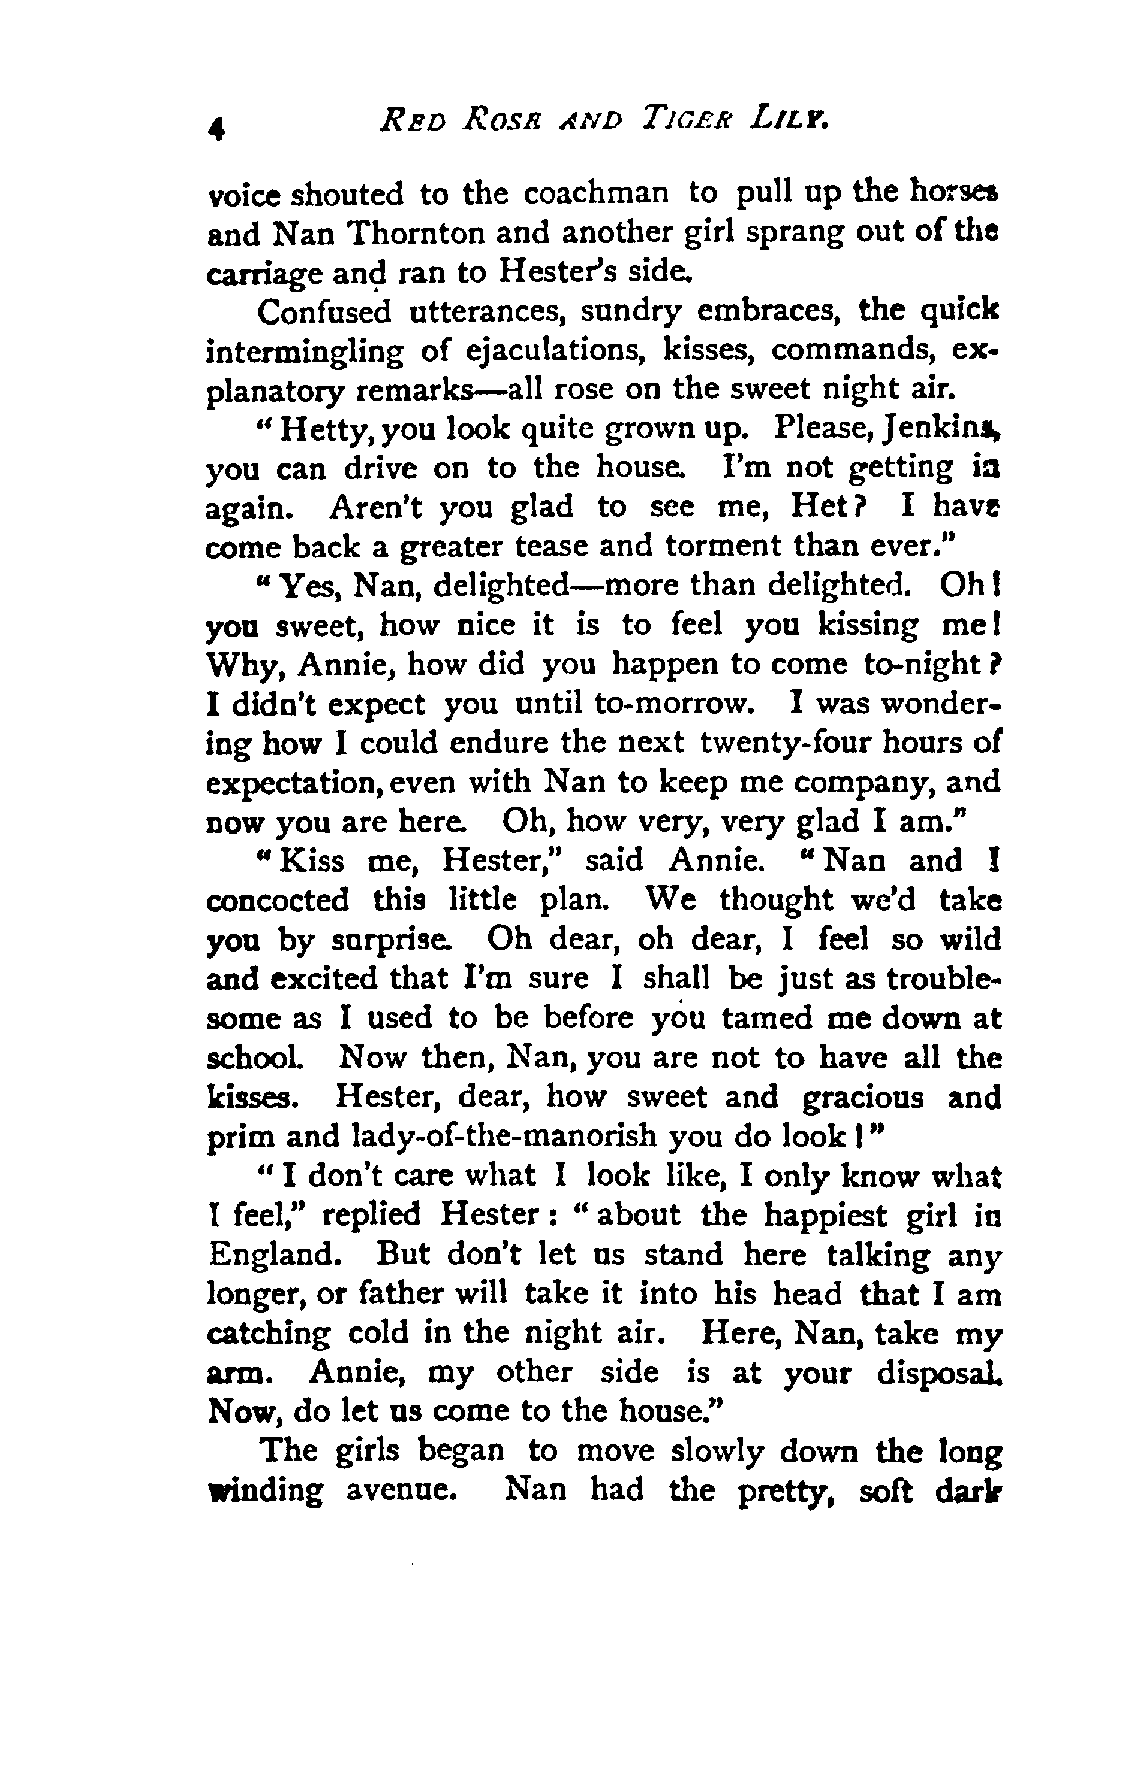 4 RED ROSE AND TIGER LILY.
voice shouted to the coachman to pull up the horses
and Nan Thornton and another girl sprang out of the
carriage and ran to Hester's side.
Confused utterances, sundry embraces, the quick
intermingling of ejaculations, kisses, commands, ex-
planatory remarks—all rose on the sweet night air.
“Hetty, you look quite grown up. Please, Jenkins,
you can drive on to the house. I'm not getting in
again. Aren't you glad to see me, Het? I have
come back a greater tease and torment than ever.”
“Yes, Nan, delighted—more than delighted. Oh!
you sweet, how nice it is to feel you kissing me!
Why, Annie, how did you happen to come to-night?
I didn't expect you until to-morrow. I was wonder-
ing how I could endure the next twenty-four hours of
expectation, even with Nan to keep me company, and
now you are here. Oh, how very, very glad I am.”
“Kiss me, Hester,” said Annie. “Nan and I
concocted this little plan. We thought we'd take
you by surprise. Oh dear, oh dear, I feel so wild
and excited that I'm sure I shall be just as trouble-
some as I used to be before you tamed me down at
school. Now then, Nan, you are not to have all the
kisses. Hester, dear, how sweet and gracious and
prim and lady-of-the-manorish you do look!”
“I don't care what I look like, I only know what
I feel,” replied Hester: “about the happiest girl in
England. But don't let us stand here talking any
longer, or father will take it into his head that I am
catching cold in the night air. Here, Nan, take my
arm. Annie, my other side is at your disposal.
Now, do let us come to the house.”
The girls began to move slowly down the long
winding avenue. Nan had the pretty, soft dark